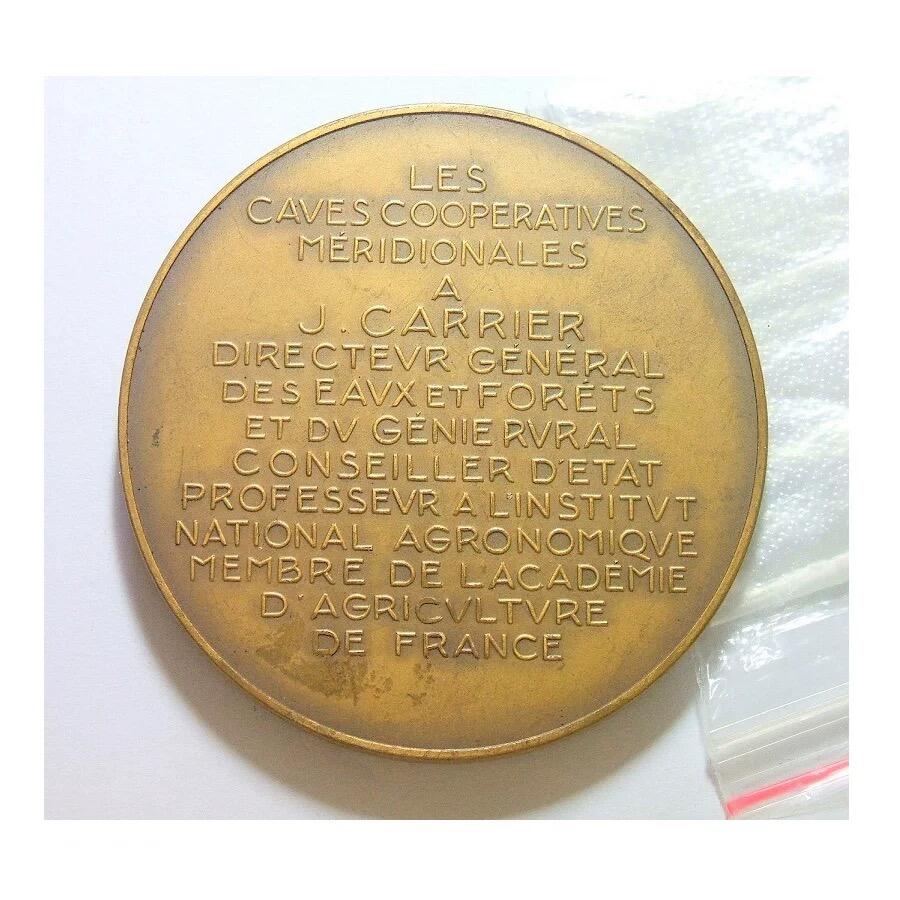 LES
CAVES COOPERATIVES
MÉRIDIONALES
A
J. CARRIER
DIRECTEVR GÉNÉRAL
DES EAVX ET FORÊTS
ET DV GÉNIE RVRAL
CONSEILLER D'ETAT
PROFESSEVR A L'INSTITVT
NATIONAL AGRONOMIQVE
MEMBRE DE L'ACADÉMIE
D'AGRICVLTVRE
DE FRANCE